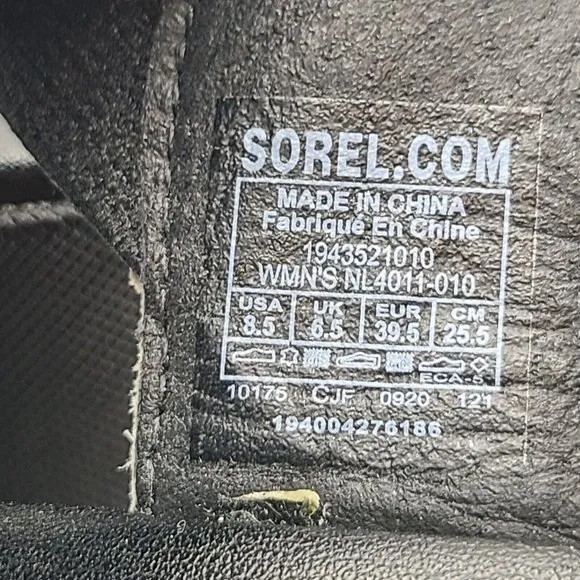 SOREL.COM
MADE IN CHINA
Fabriqué En Chine
1943521010
WMN'S NL4011-010
USA UK EUR CM
8.5 6.5 39.5 25.5
ECA-S
10176 CJF 0920 121
194004276186